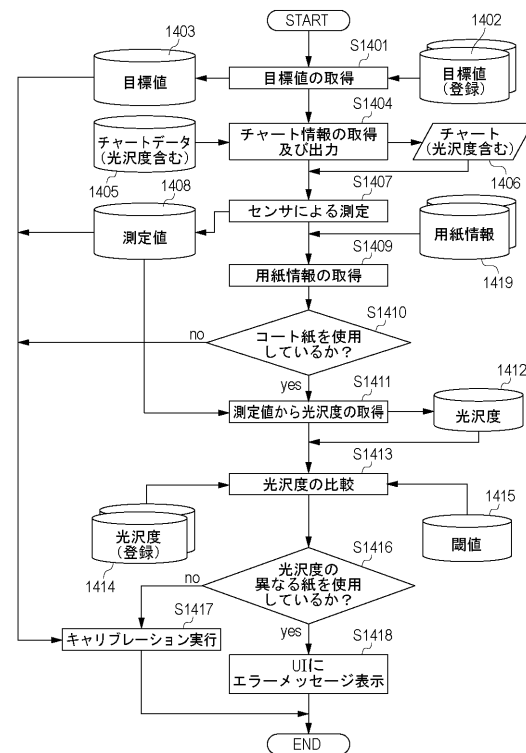 START
1403
S1401
1402
目標値
目標値の取得
目標値
(登録)
S1404
チャートデータ
(光沢度含む)
チャート情報の取得
及び出力
チャート
(光沢度含む)
1405
1408
S1407
1406
センサによる測定
測定値
用紙情報
S1409
用紙情報の取得
1419
S1410
no
コート紙を使用
しているか?
yes
S1411
1412
測定値から光沢度の取得
光沢度
S1413
光沢度の比較
1415
光沢度
(登録)
閾値
1414
S1416
no
光沢度の
異なる紙を使用
しているか?
S1417
yes
S1418
キャリブレーション実行
UIに
エラーメッセージ表示
END